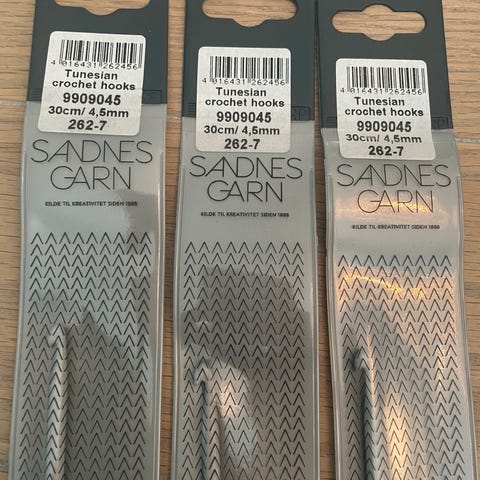 4 016431 262456
Tunesian
crochet hooks
9909045
30cm/ 4,5mm
262-7
SANDNES
GARN
KILDE TIL KREATIVITET SIDEN 1888
4 016431 262456
Tunesian
crochet hooks
9909045
30cm/ 4,5mm
262-7
SANDNES
GARN
KILDE TIL KREATIVITET SIDEN 1888
4 016431 262456
Tunesian
crochet hooks
9909045
30cm/ 4,5mm
262-7
SANDNES
GARN
KILDE TIL KREATIVITET SIDEN 1888